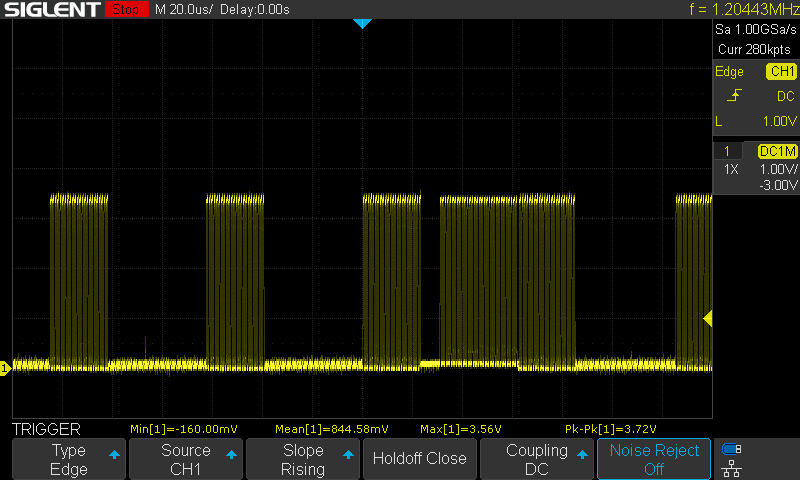 SIGLENT Stop M 20.0us/ Delay:0.00s f = 1.20443MHz
Sa 1.00GSa/s
Curr 280kpts
Edge CH1
DC
L 1.00V
1 DC1M
1X 1.00V/
-3.00V
1
TRIGGER Min[1]=-160.00mV Mean[1]=844.58mV Max[1]=3.56V Pk-Pk[1]=3.72V
Type
Edge
Source
CH1
Slope
Rising
Holdoff Close
Coupling
DC
Noise Reject
Off